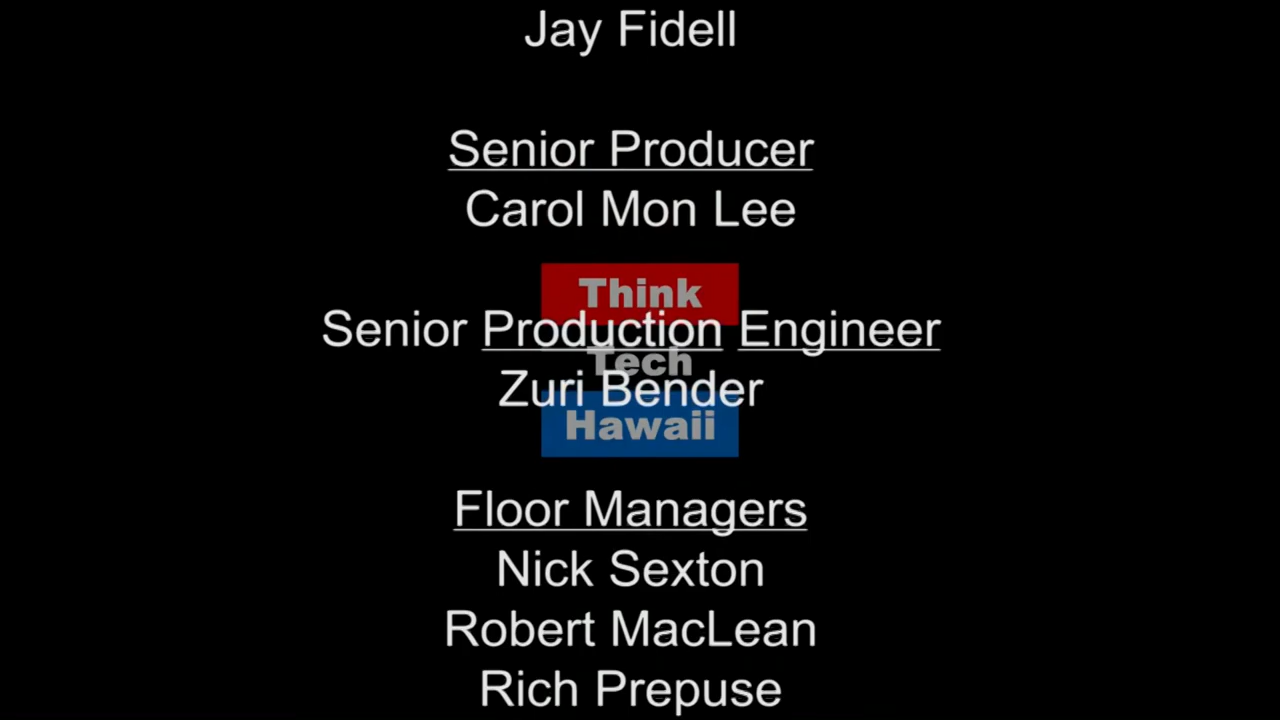 Jay Fidell
Senior Producer
Carol Mon Lee
Think
Senior Production Engineer
Tech
Zuri Bender
Hawaii
Floor Managers
Nick Sexton
Robert MacLean
Rich Prepuse